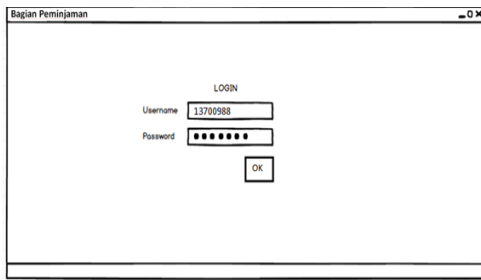 Bagian Peminjaman
LOGIN
Username 13700988
Password ●●●●●●●
OK